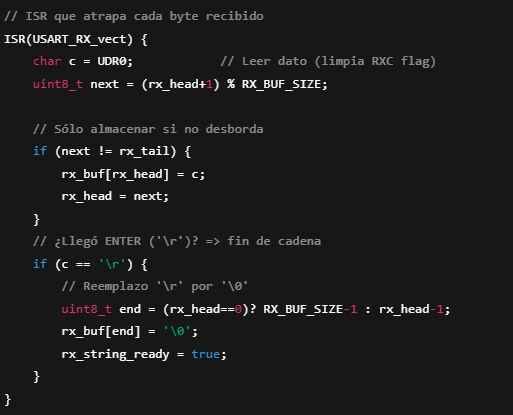 // ISR que atrapa cada byte recibido
ISR(USART_RX_vect) {
    char c = UDR0;            // Leer dato (limpia RXC flag)
    uint8_t next = (rx_head+1) % RX_BUF_SIZE;

    // Sólo almacenar si no desborda
    if (next != rx_tail) {
        rx_buf[rx_head] = c;
        rx_head = next;
    }
    // ¿Llegó ENTER ('\r')? => fin de cadena
    if (c == '\r') {
        // Reemplazo '\r' por '\0'
        uint8_t end = (rx_head==0)? RX_BUF_SIZE-1 : rx_head-1;
        rx_buf[end] = '\0';
        rx_string_ready = true;
    }
}